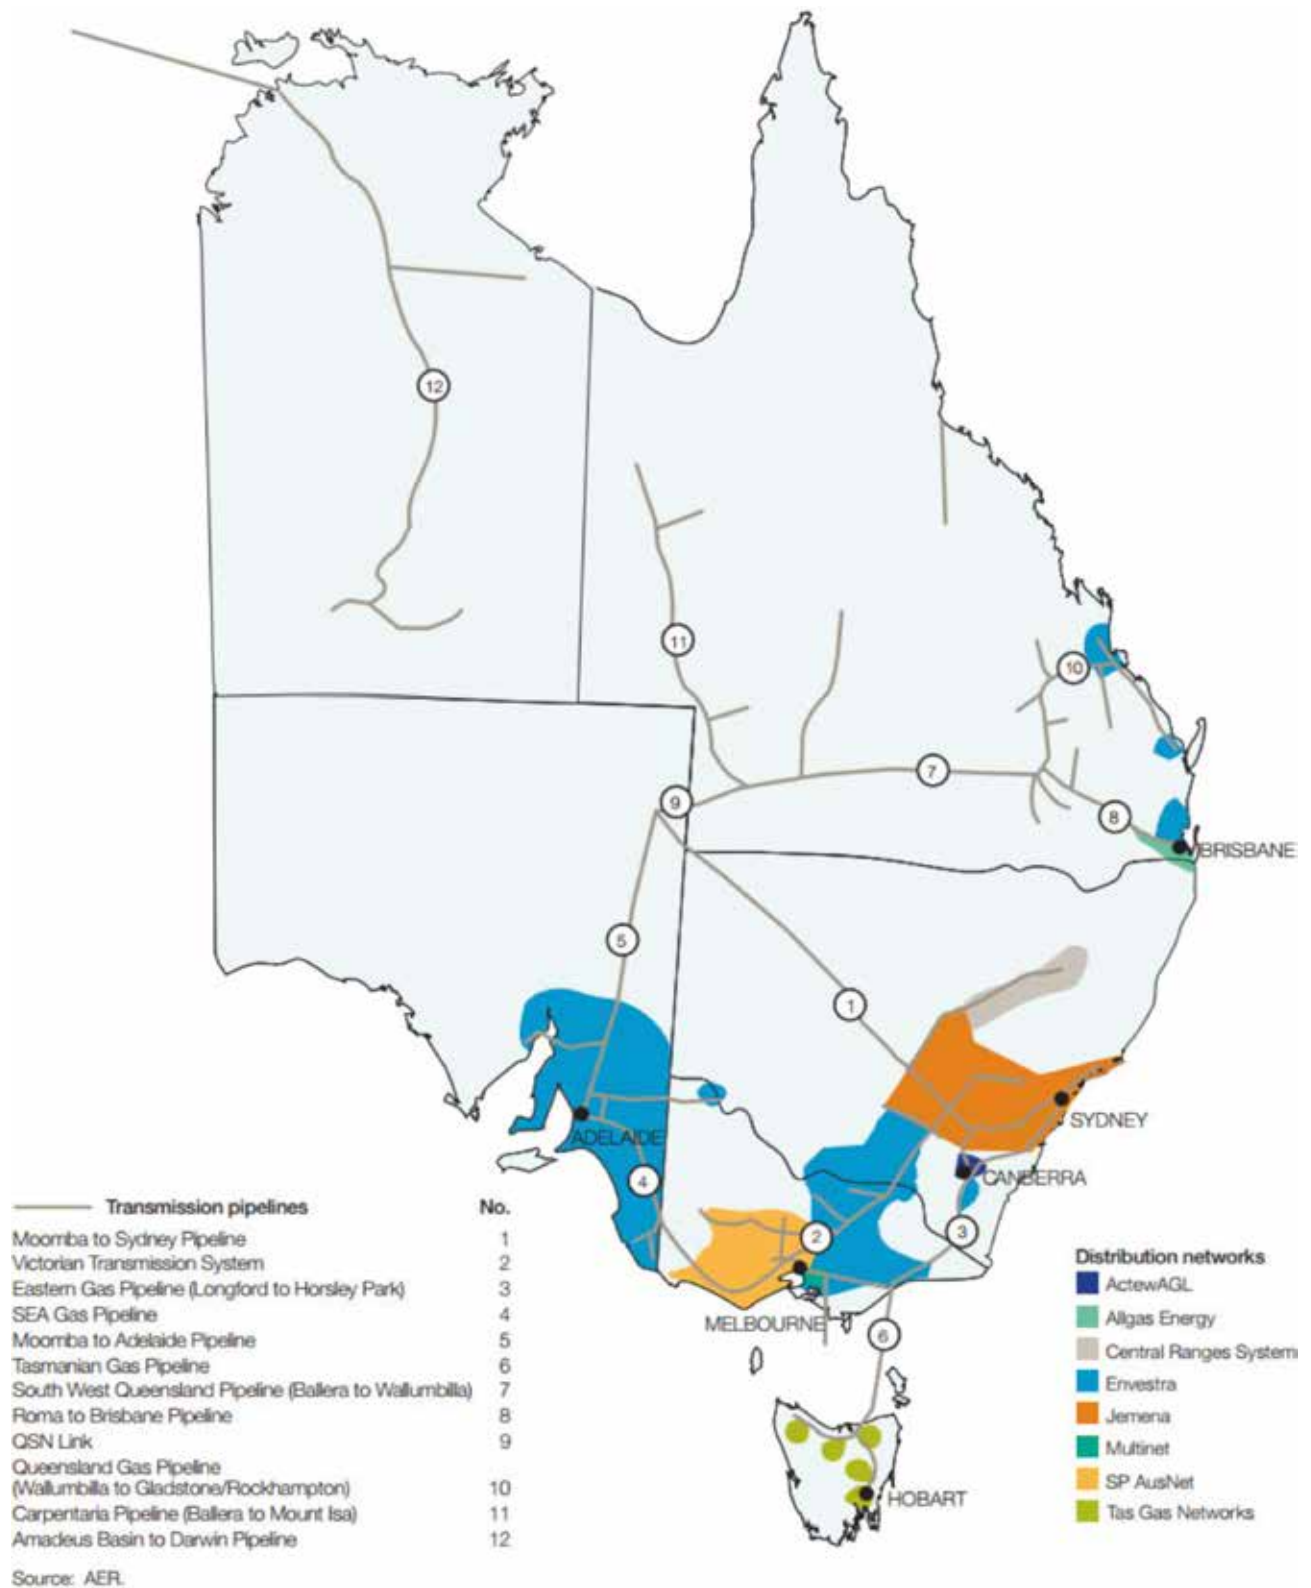 12
11
10
7
9
8
BRISBANE
5
1
SYDNEY
ADELAIDE
CANBERRA
4
3
2
MELBOURNE
6
HOBART
Transmission pipelines No.
Moomba to Sydney Pipeline 1
Victorian Transmission System 2
Eastern Gas Pipeline (Longford to Horsley Park) 3
SEA Gas Pipeline 4
Moomba to Adelaide Pipeline 5
Tasmanian Gas Pipeline 6
South West Queensland Pipeline (Ballera to Wallumbilla) 7
Roma to Brisbane Pipeline 8
QSN Link 9
Queensland Gas Pipeline
(Wallumbilla to Gladstone/Rockhampton) 10
Carpentaria Pipeline (Ballera to Mount Isa) 11
Amadeus Basin to Darwin Pipeline 12
Source: AER.
Distribution networks
ActewAGL
Allgas Energy
Central Ranges System
Envestra
Jemena
Multinet
SP AusNet
Tas Gas Networks